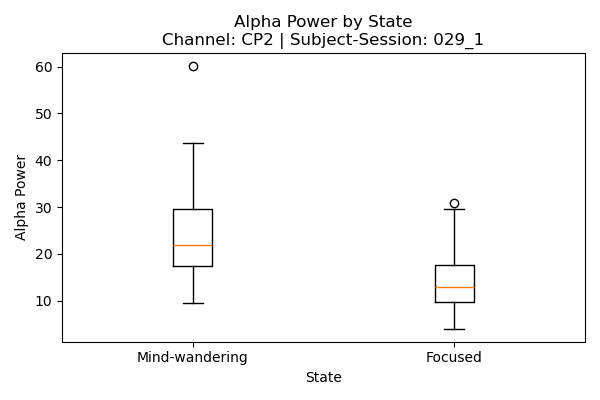 Alpha Power by State
Channel: CP2 | Subject-Session: 029_1
60
50
40
30
20
10
Alpha Power
Mind-wandering
Focused
State